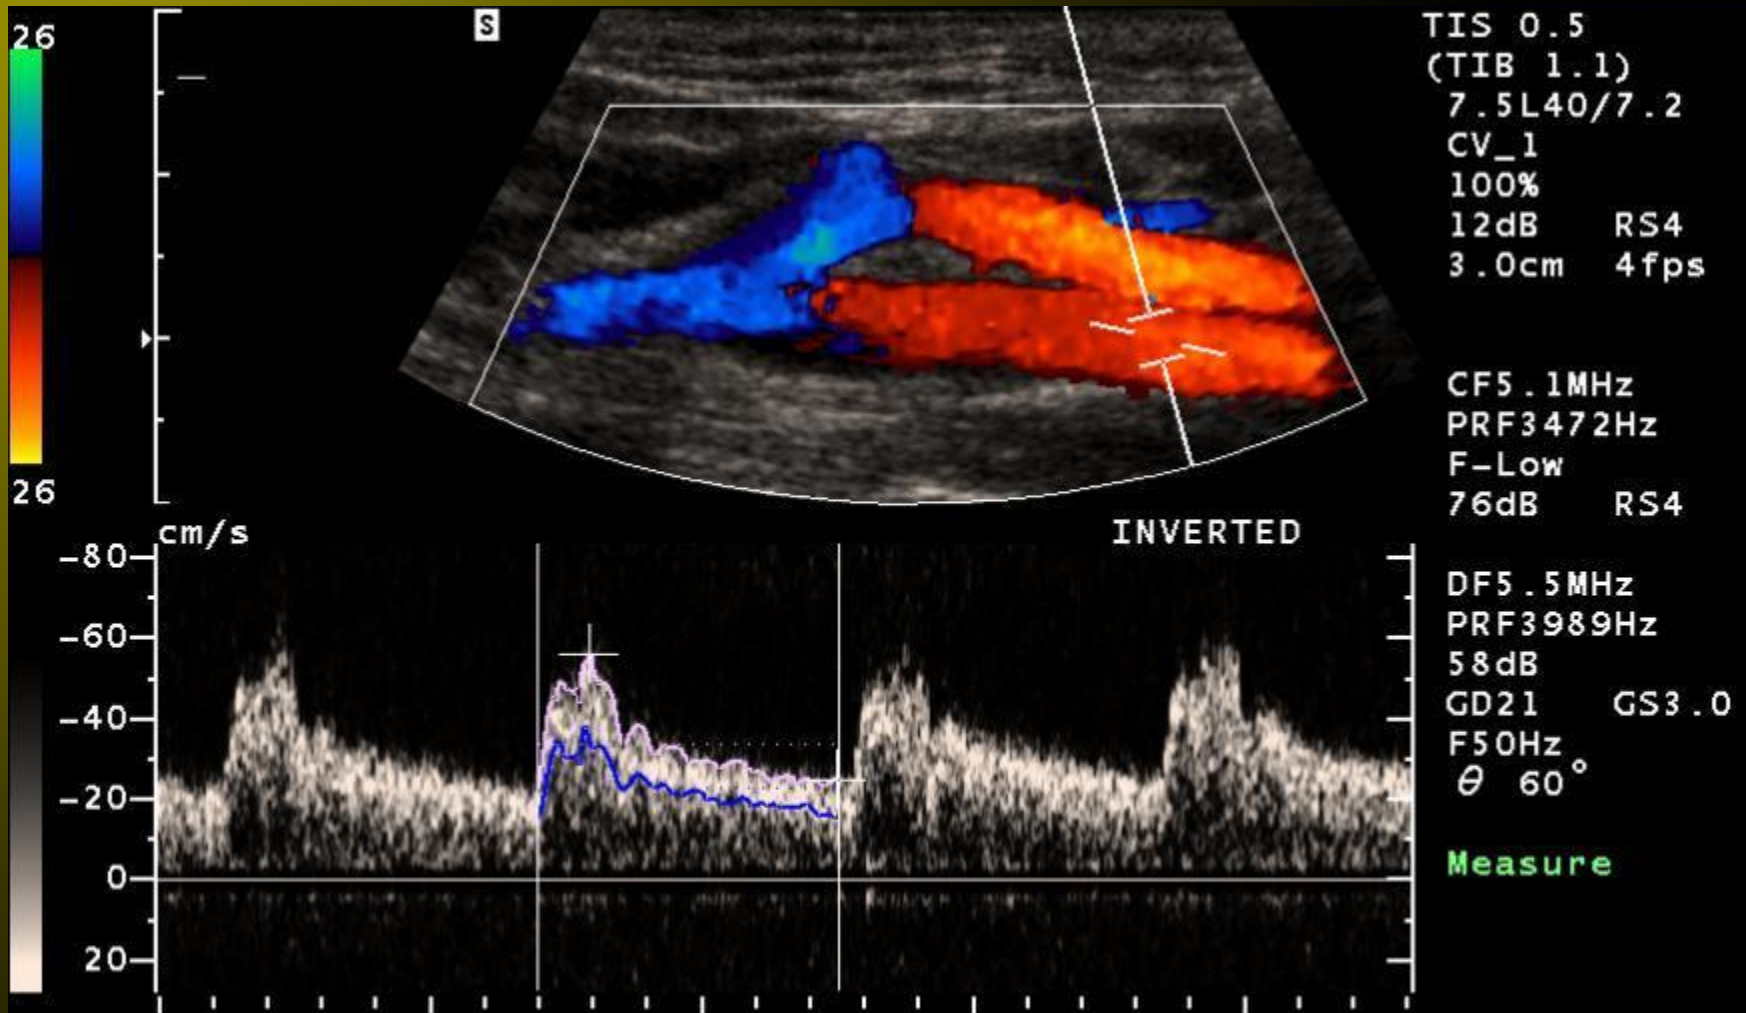 26
S
26
TIS 0.5
(TIB 1.1)
7.5L40/7.2
CV_1
100%
12dB RS4
3.0cm 4fps
CF5.1MHz
PRF3472Hz
F-Low
76dB RS4
cm/s
INVERTED
-80
-60
-40
-20
0
20
DF5.5MHz
PRF3989Hz
58dB
GD21 GS3.0
F50Hz
θ 60°
Measure